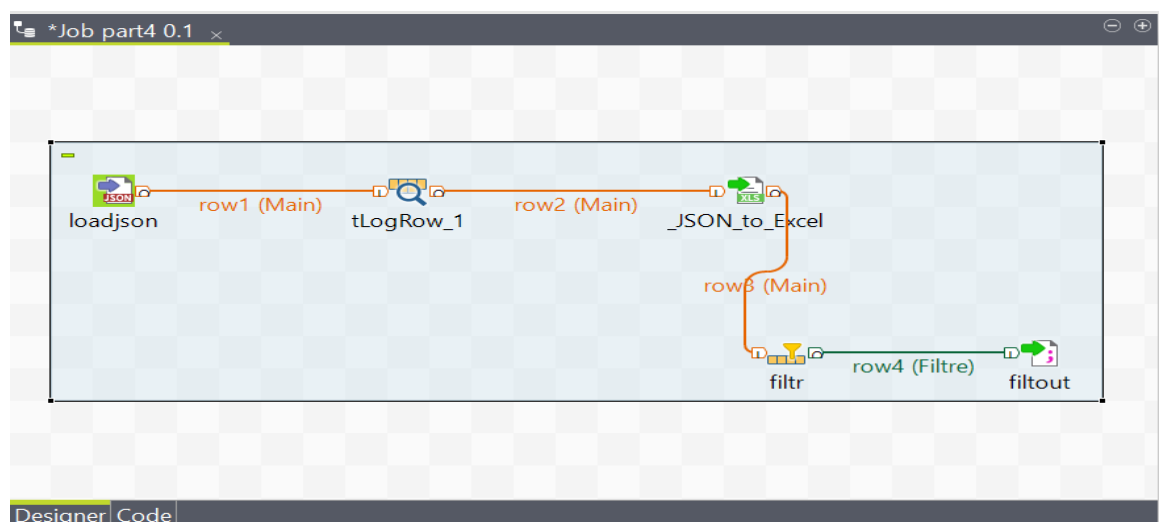 *Job part4 0.1
JSON
XLS
row1 (Main)
row2 (Main)
loadjson
tLogRow_1
_JSON_to_Excel
row3 (Main)
row4 (Filtre)
filtr
filtout
Designer Code